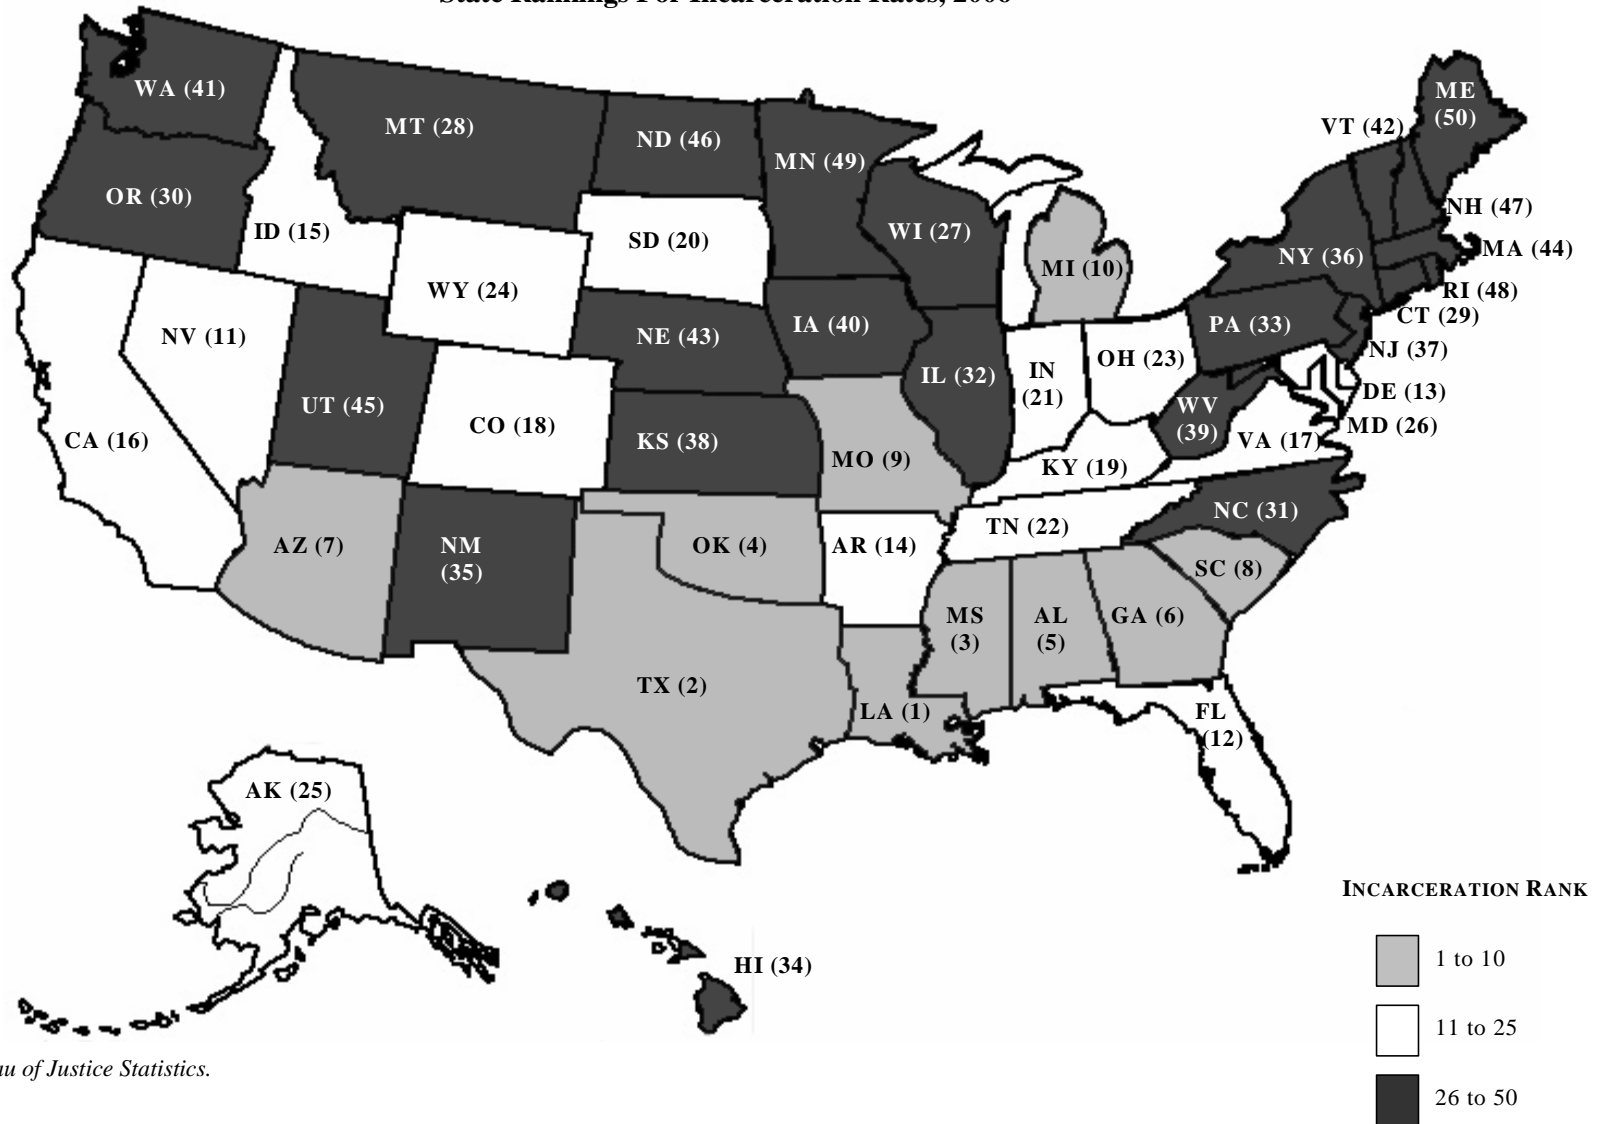 WA (41)
MT (28)
ND (46)
MN (49)
VT (42)
ME
(50)
OR (30)
ID (15)
SD (20)
WI (27)
NH (47)
MI (10)
NY (36)
MA (44)
WY (24)
RI (48)
NV (11)
NE (43)
IA (40)
PA (33)
CT (29)
NJ (37)
OH (23)
IN
(21)
IL (32)
UT (45)
DE (13)
WV
(39)
MD (26)
CA (16)
CO (18)
KS (38)
MO (9)
KY (19)
VA (17)
NC (31)
TN (22)
AZ (7)
NM
(35)
OK (4)
AR (14)
SC (8)
MS
(3)
AL
(5)
GA (6)
TX (2)
LA (1)
FL
(12)
AK (25)
HI (34)
INCARCERATION RANK
1 to 10
11 to 25
26 to 50
of Justice Statistics.